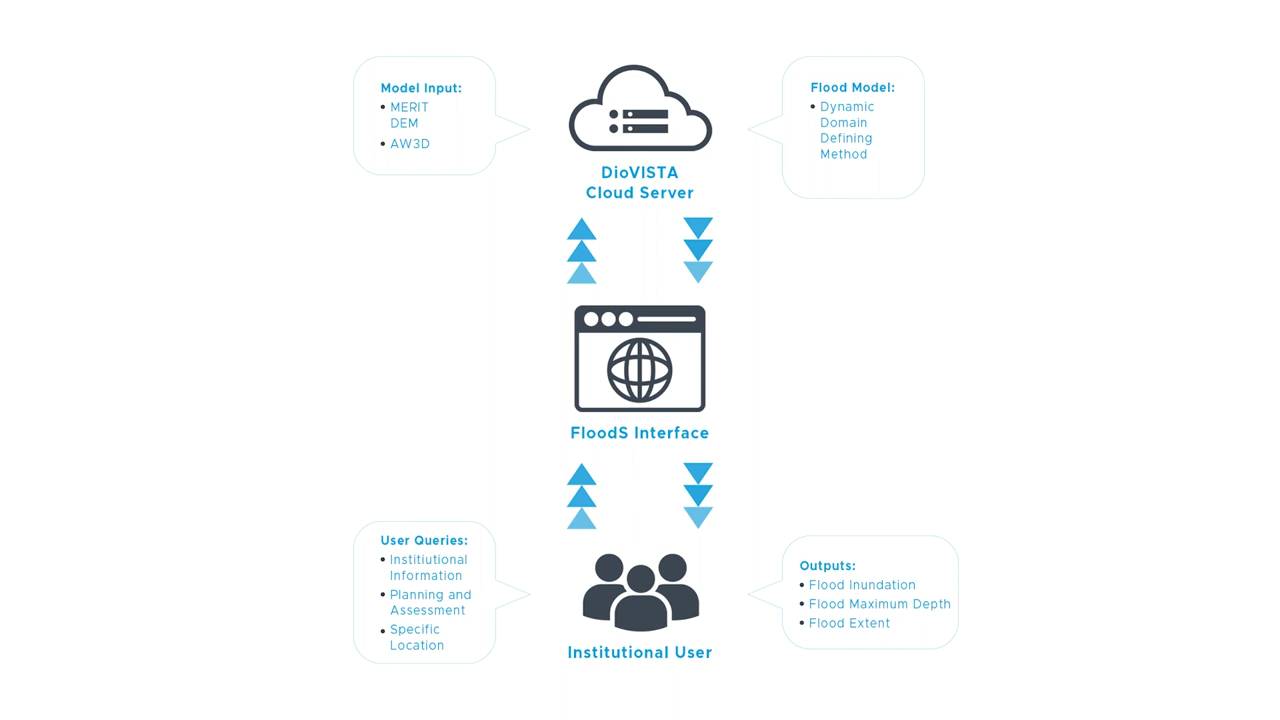 Model Input:
• MERIT
DEM
• AW3D
Flood Model:
• Dynamic
Domain
Defining
Method
DioVISTA
Cloud Server
FloodS Interface
User Queries:
• Institiutional
Information
• Planning and
Assessment
• Specific
Location
Outputs:
• Flood Inundation
• Flood Maximum Depth
• Flood Extent
Institutional User